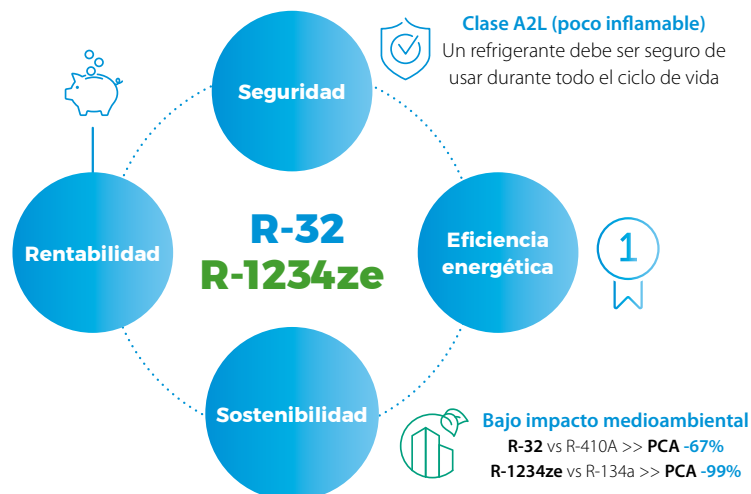 Clase A2L (poco inflamable)
Un refrigerante debe ser seguro de
usar durante todo el ciclo de vida
Seguridad
Rentabilidad
R-32
R-1234ze
Eficiencia
energética
1
Sostenibilidad
Bajo impacto medioambiental
R-32 vs R-410A >> PCA -67%
R-1234ze vs R-134a >> PCA -99%